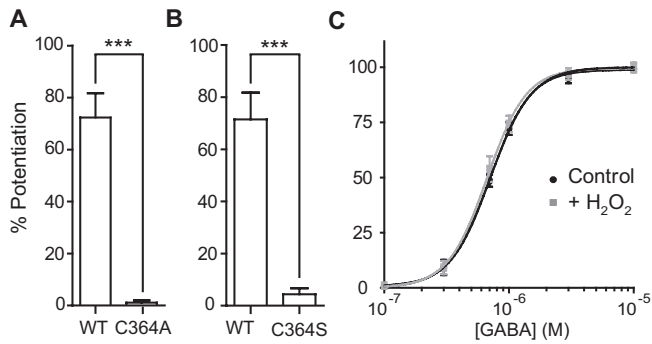 A
% Potentiation
100
80
60
40
20
0
***
WT
C364A
B
100
80
60
40
20
0
***
WT
C364S
C
100
75
50
25
0
Control
+ H₂O₂
10⁻⁷
10⁻⁶
10⁻⁵
[GABA] (M)